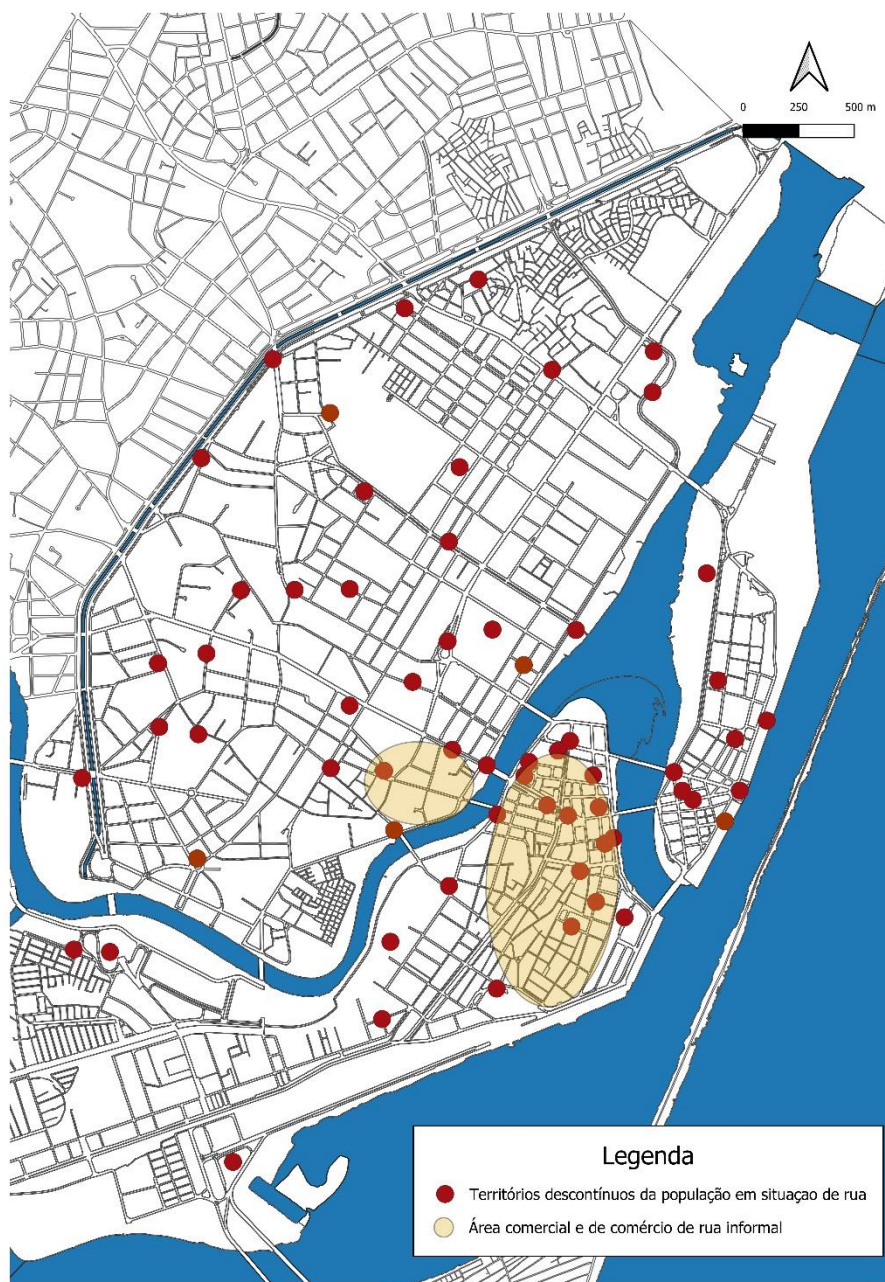 0 250 500 m
Legenda
Territórios descontínuos da população em situaçao de rua
Área comercial e de comércio de rua informal